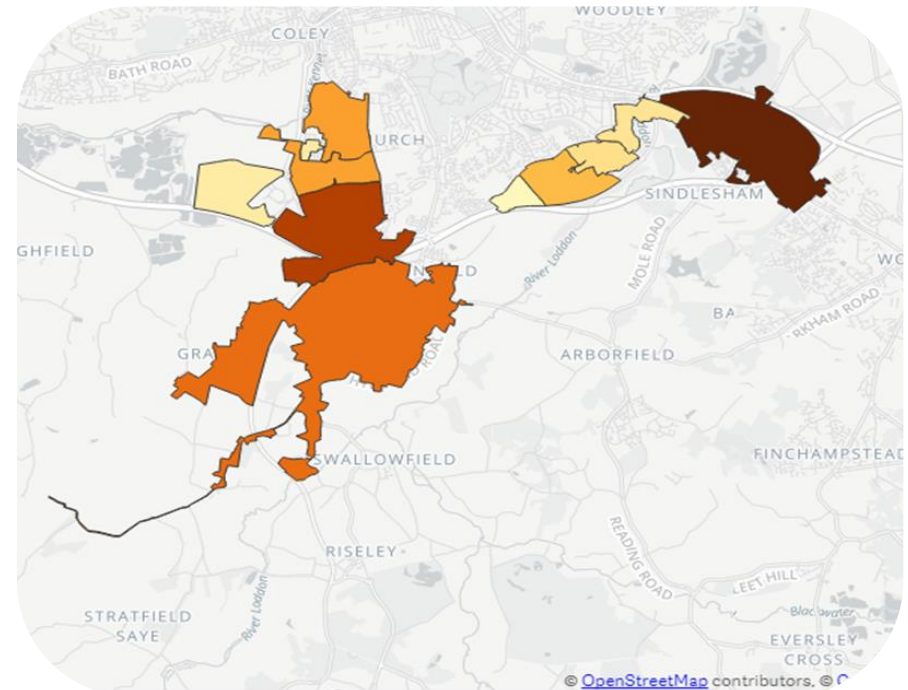 WOODLEY
COLEY
BATH ROAD
URCH
SINDLESHAM
GHFIELD
River Loddon
MOLE ROAD
WO
BA
RKHAM ROAD
GRA
ARBORFIELD
SWALLOWFIELD
FINCHAMPSTEAD
READING ROAD
RISELEY
LEET HILL
River Loddon
STRATFIELD
SAYE
Blackwater
EVERSLEY
CROSS
© OpenStreetMap contributors, © C